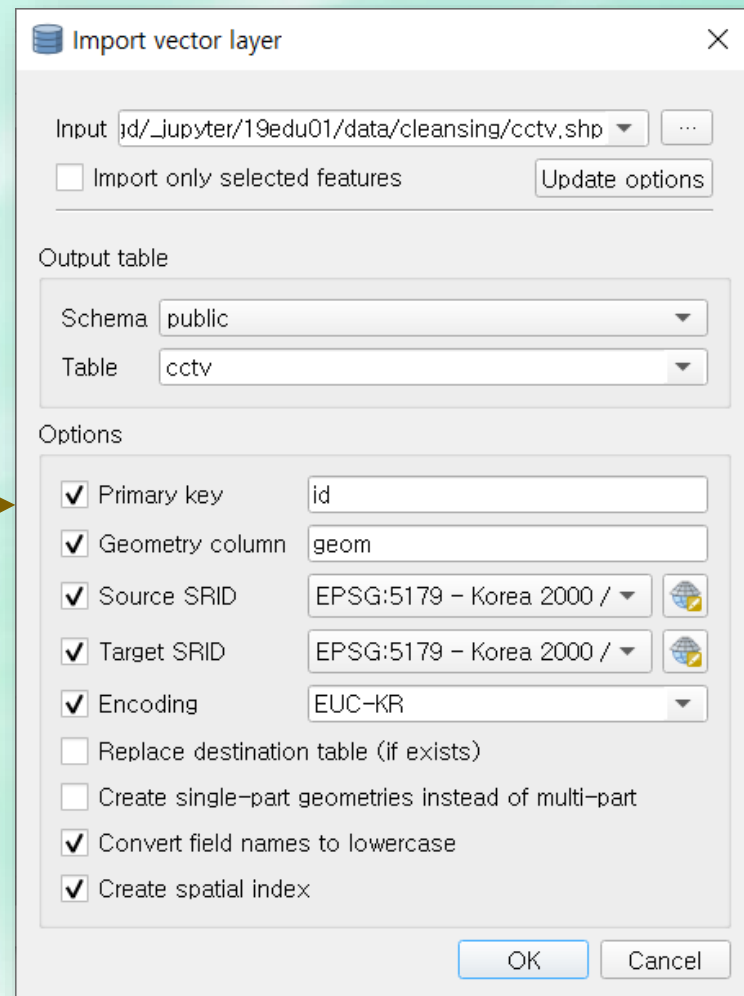 Import vector layer
Input gd/_jupyter/19edu01/data/cleansing/cctv.shp ...
Import only selected features Update options
Output table
Schema public
Table cctv
Options
Primary key id
Geometry column geom
Source SRID EPSG:5179 - Korea 2000 /
Target SRID EPSG:5179 - Korea 2000 /
Encoding EUC-KR
Replace destination table (if exists)
Create single-part geometries instead of multi-part
Convert field names to lowercase
Create spatial index
OK Cancel